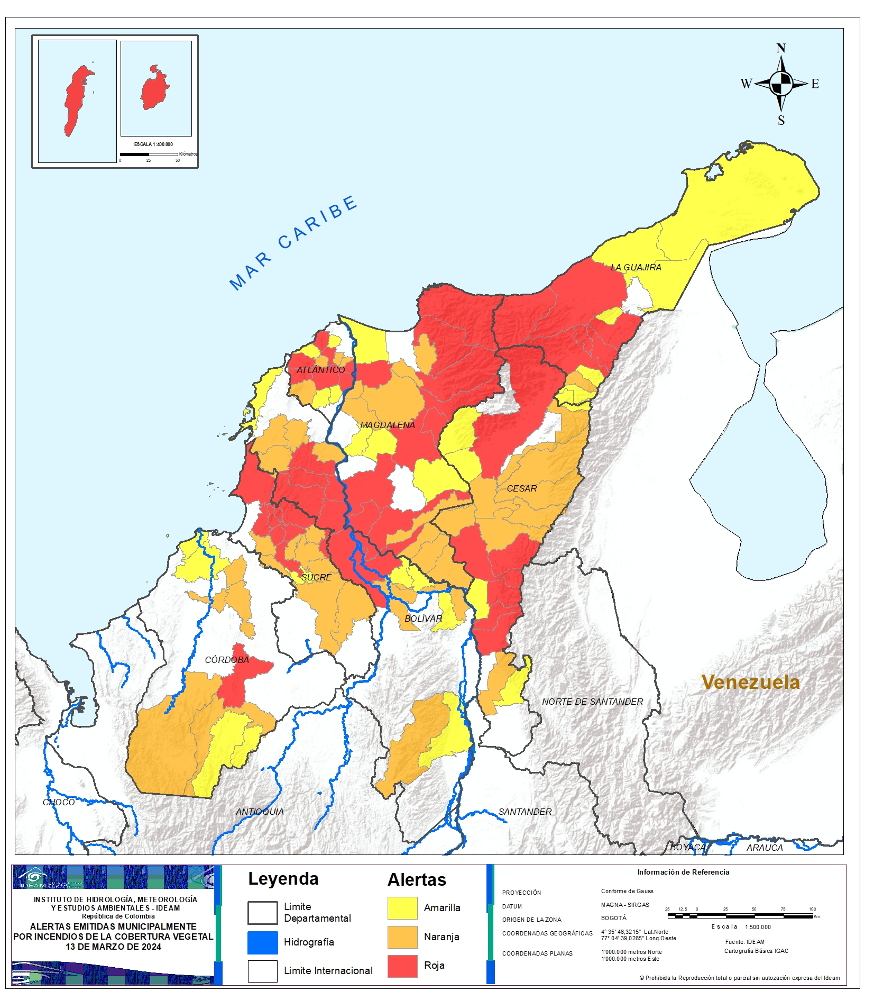 ESCALA 1:400.000
Kilómetros
0 25 50
N
W E
S
MAR CARIBE
LA GUAJIRA
ATLÁNTICO
MAGDALENA
CESAR
SUCRE
BOLÍVAR
CÓRDOBA
Venezuela
NORTE DE SANTANDER
CHOCÓ
ANTIOQUIA
SANTANDER
BOYACÁ
ARAUCA
IDEAM
INSTITUTO DE HIDROLOGÍA, METEOROLOGÍA
Y ESTUDIOS AMBIENTALES - IDEAM
República de Colombia
ALERTAS EMITIDAS MUNICIPALMENTE
POR INCENDIOS DE LA COBERTURA VEGETAL
13 DE MARZO DE 2024
Leyenda
Limite
Departamental
Hidrografía
Limite Internacional
Alertas
Amarilla
Naranja
Roja
Información de Referencia
PROYECCIÓN Conforme de Gauss
DATUM MAGNA - SIRGAS
ORIGEN DE LA ZONA BOGOTÁ
COORDENADAS GEOGRÁFICAS 4° 35' 46,3215" Lat.Norte
77° 04' 39,0285" Long.Oeste
COORDENADAS PLANAS 1'000.000 metros Norte
1'000.000 metros Este
25 12,5 0 25 50 75 100
Km
Escala 1:500.000
Fuente: IDEAM
Cartografía Básica IGAC
© Prohibida la Reproducción total o parcial sin autozación expresa del Ideam